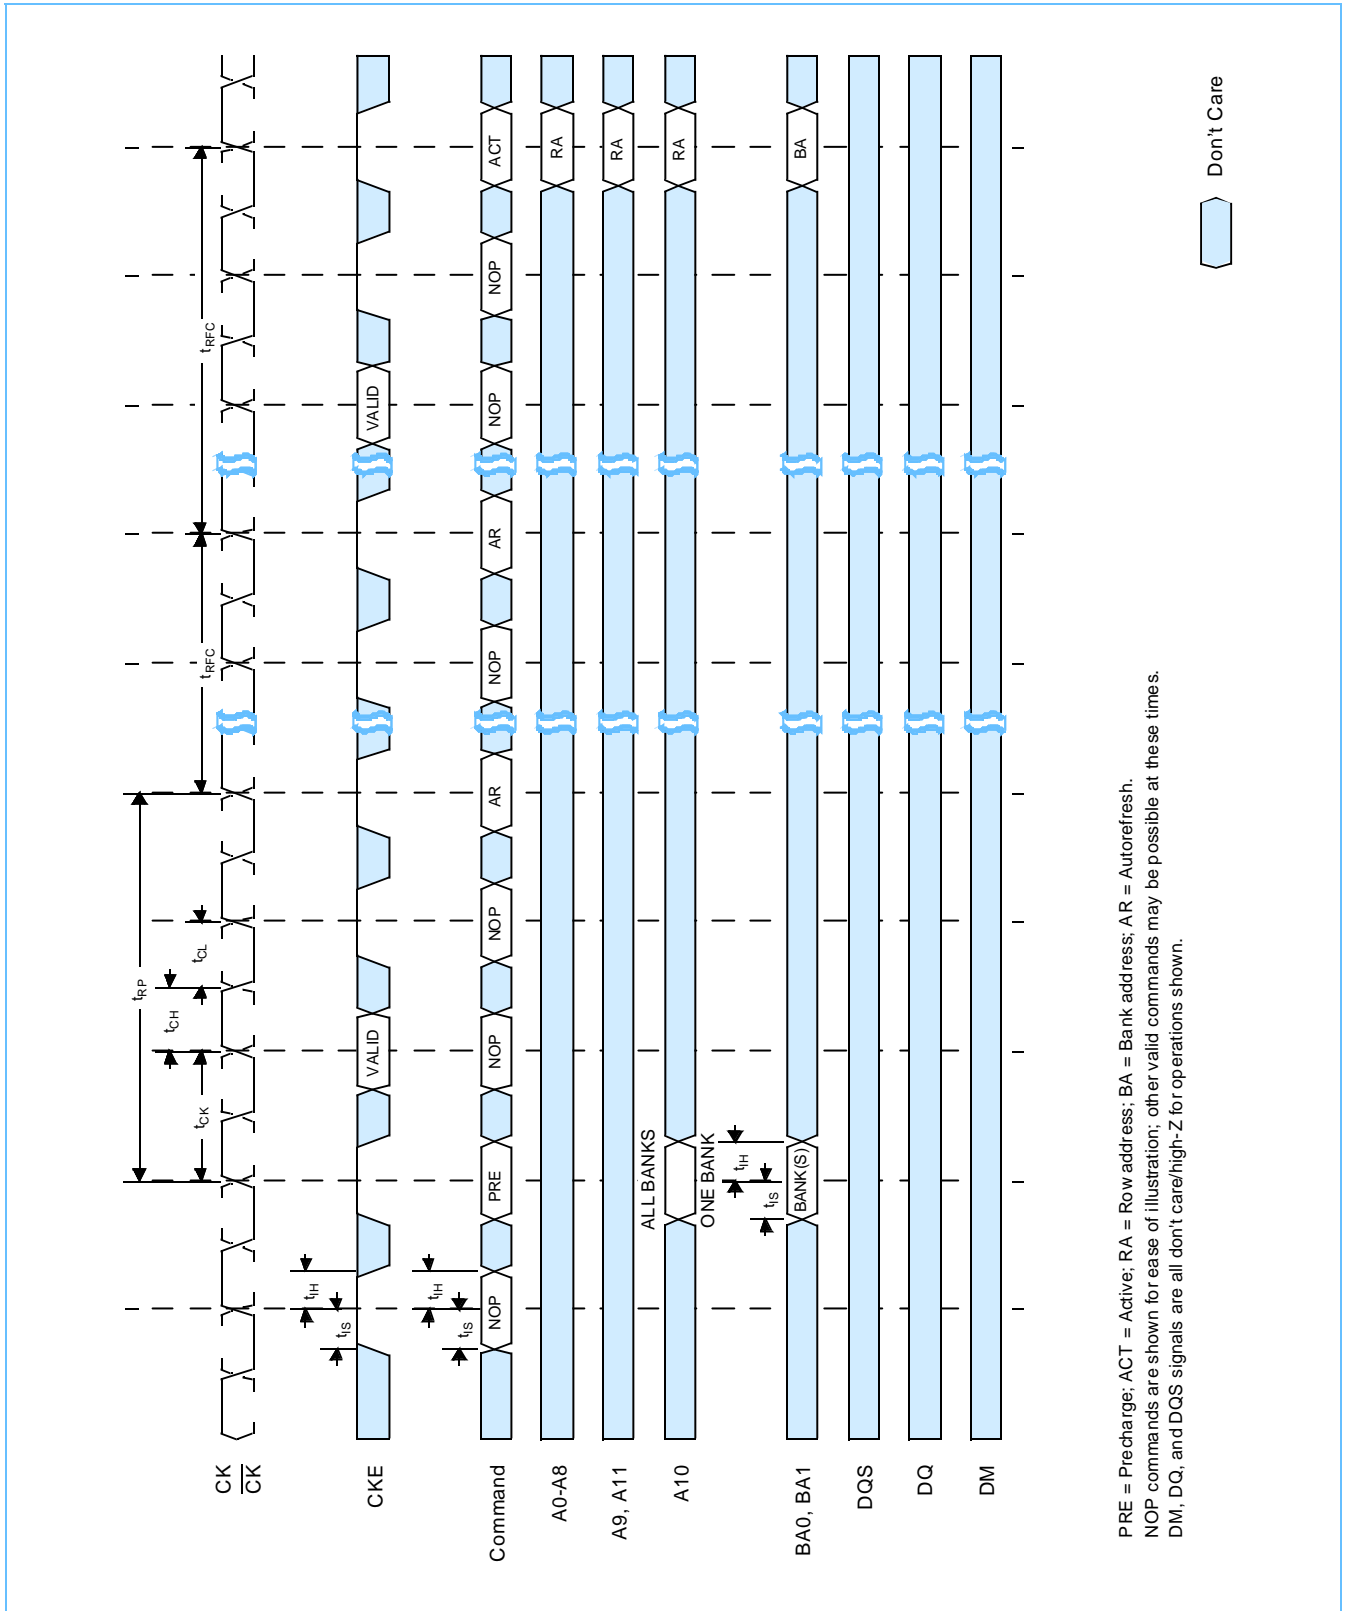 tRP
tCH
tCK tCL tRFC tRFC
CK
CK
tIH
tIS
CKE VALID VALID
tIH
tIS
Command NOP PRE NOP NOP AR NOP AR NOP NOP ACT
A0-A8 RA
A9, A11 RA
ALL BANKS
A10 RA
ONE BANK
tIH
tIS
BA0, BA1 BANK(S) BA
DQS
DQ
DM
PRE = Precharge; ACT = Active; RA = Row address; BA = Bank address; AR = Autorefresh.
NOP commands are shown for ease of illustration; other valid commands may be possible at these times.
DM, DQ, and DQS signals are all don't care/high-Z for operations shown.
Don't Care